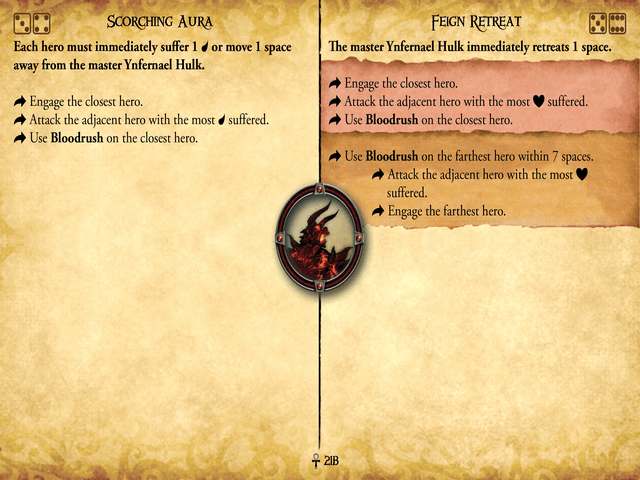 Scorching Aura
Each hero must immediately suffer 1 or move 1 space
away from the master Ynfernael Hulk.
Engage the closest hero.
Attack the adjacent hero with the most suffered.
Use Bloodrush on the closest hero.
Feign Retreat
The master Ynfernael Hulk immediately retreats 1 space.
Engage the closest hero.
Attack the adjacent hero with the most suffered.
Use Bloodrush on the closest hero.
Use Bloodrush on the farthest hero within 7 spaces.
Attack the adjacent hero with the most
suffered.
Engage the farthest hero.
21B